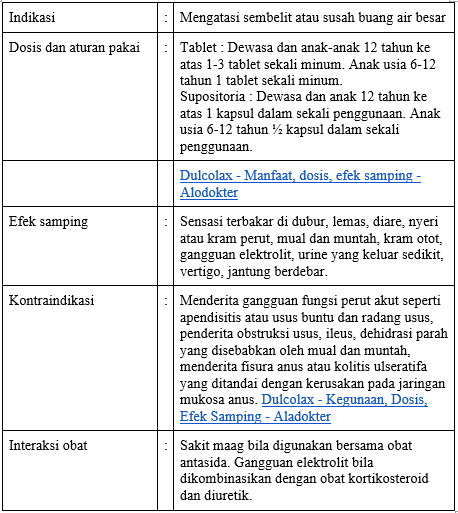 Indikasi : Mengatasi sembelit atau susah buang air besar
Dosis dan aturan pakai : Tablet : Dewasa dan anak-anak 12 tahun ke
atas 1-3 tablet sekali minum. Anak usia 6-12
tahun 1 tablet sekali minum.
Supositoria : Dewasa dan anak 12 tahun ke
atas 1 kapsul dalam sekali penggunaan. Anak
usia 6-12 tahun ½ kapsul dalam sekali
penggunaan.
Dulcolax - Manfaat, dosis, efek samping -
Alodokter
Efek samping : Sensasi terbakar di dubur, lemas, diare, nyeri
atau kram perut, mual dan muntah, kram otot,
gangguan elektrolit, urine yang keluar sedikit,
vertigo, jantung berdebar.
Kontraindikasi : Menderita gangguan fungsi perut akut seperti
apendisitis atau usus buntu dan radang usus,
penderita obstruksi usus, ileus, dehidrasi parah
yang disebabkan oleh mual dan muntah,
menderita fisura anus atau kolitis ulseratifa
yang ditandai dengan kerusakan pada jaringan
mukosa anus. Dulcolax - Kegunaan, Dosis,
Efek Samping - Aladokter
Interaksi obat : Sakit maag bila digunakan bersama obat
antasida. Gangguan elektrolit bila
dikombinasikan dengan obat kortikosteroid
dan diuretik.